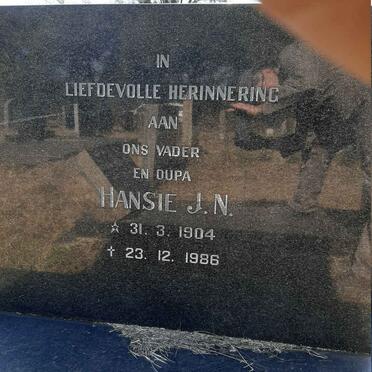 IN
LIEFDEVOLLE HERINNERING
AAN
ONS VADER
EN OUPA
HANSIE J.N.
☆ 31. 3. 1904
✝ 23. 12. 1986